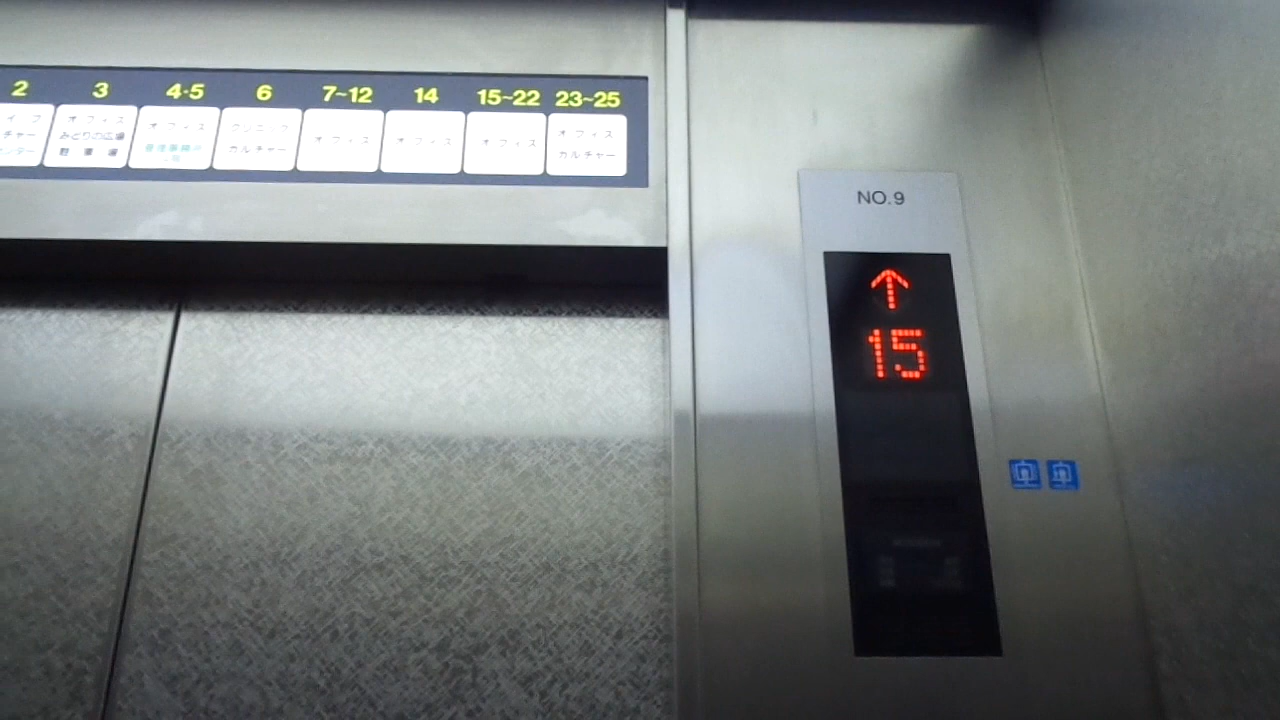 2
3
4·5
6
7~12
14
15~22
23~25
チャー
ンター
オフィス
みどりの広場
駐車場
オフィス
クリニック
カルチャー
オフィス
オフィス
オフィス
オフィス
カルチャー
NO.9
↑
15